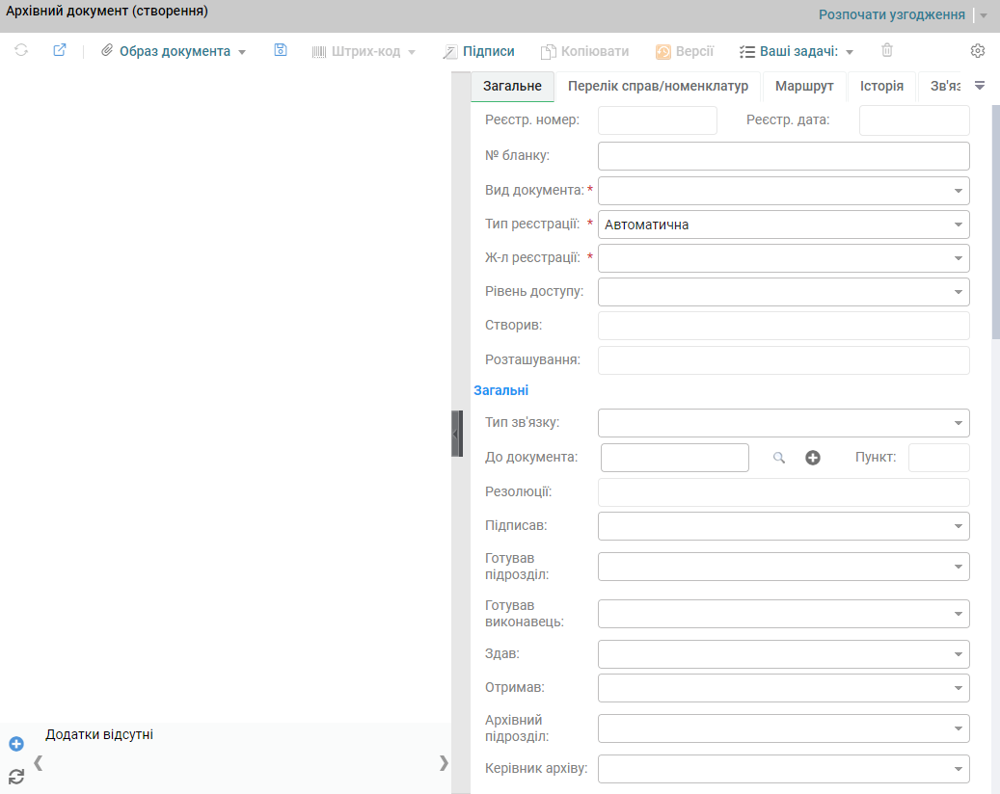 Архівний документ (створення)
Розпочати узгодження
Образ документа
Штрих-код
Підписи
Копіювати
Версії
Ваші задачі:
Загальне
Перелік справ/номенклатур
Маршрут
Історія
Зв'яз
Реєстр. номер:
Реєстр. дата:
№ бланку:
Вид документа: *
Тип реєстрації: * Автоматична
Ж-л реєстрації: *
Рівень доступу:
Створив:
Розташування:
Загальні
Тип зв'язку:
До документа:
Пункт:
Резолюції:
Підписав:
Готував
підрозділ:
Готував
виконавець:
Здав:
Отримав:
Архівний
підрозділ:
Керівник архіву:
Додатки відсутні